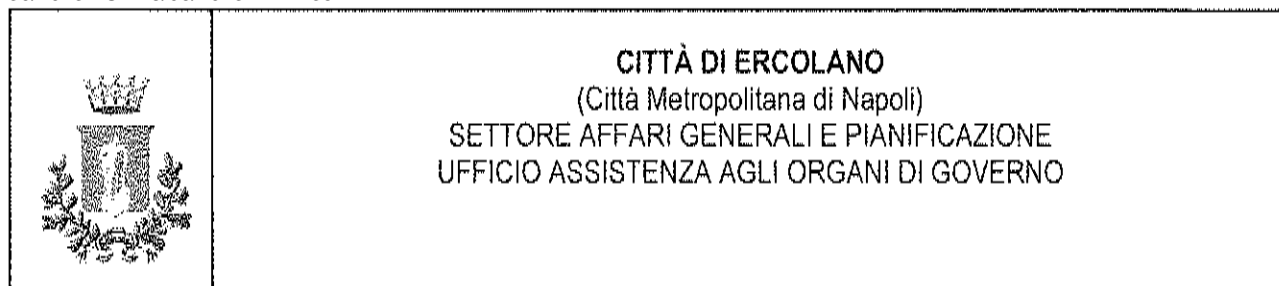 CITTÀ DI ERCOLANO
(Città Metropolitana di Napoli)
SETTORE AFFARI GENERALI E PIANIFICAZIONE
UFFICIO ASSISTENZA AGLI ORGANI DI GOVERNO